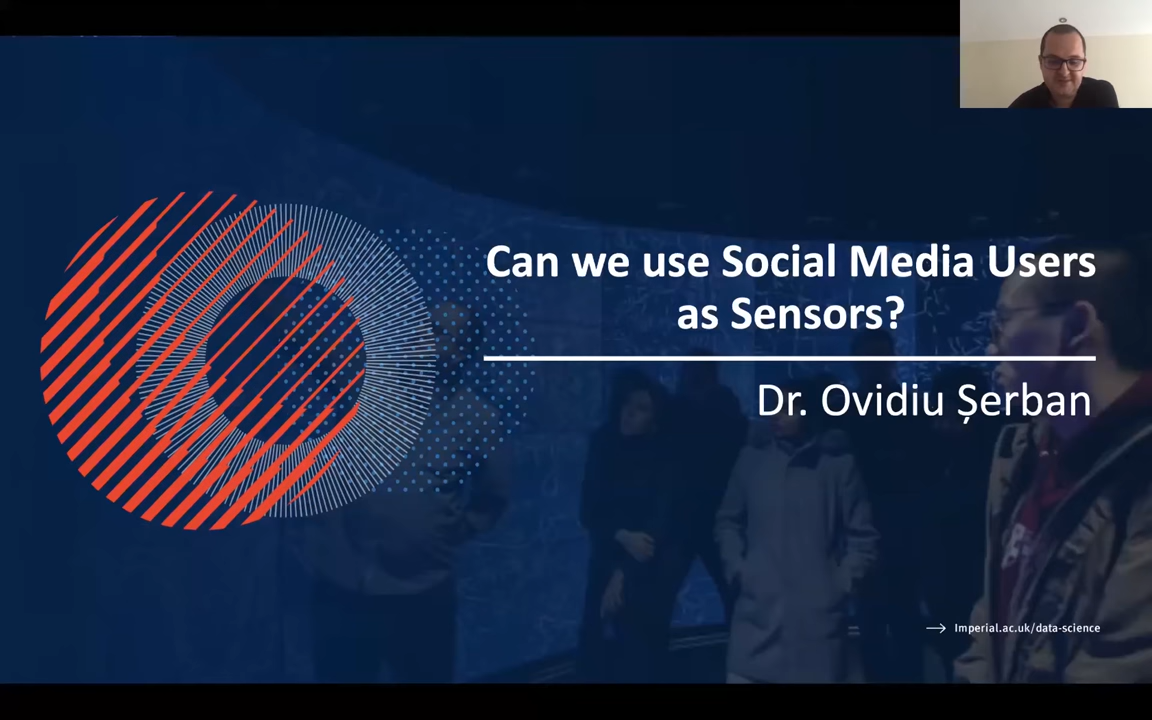 Can we use Social Media Users
as Sensors?
Dr. Ovidiu Șerban
Imperial.ac.uk/data-science